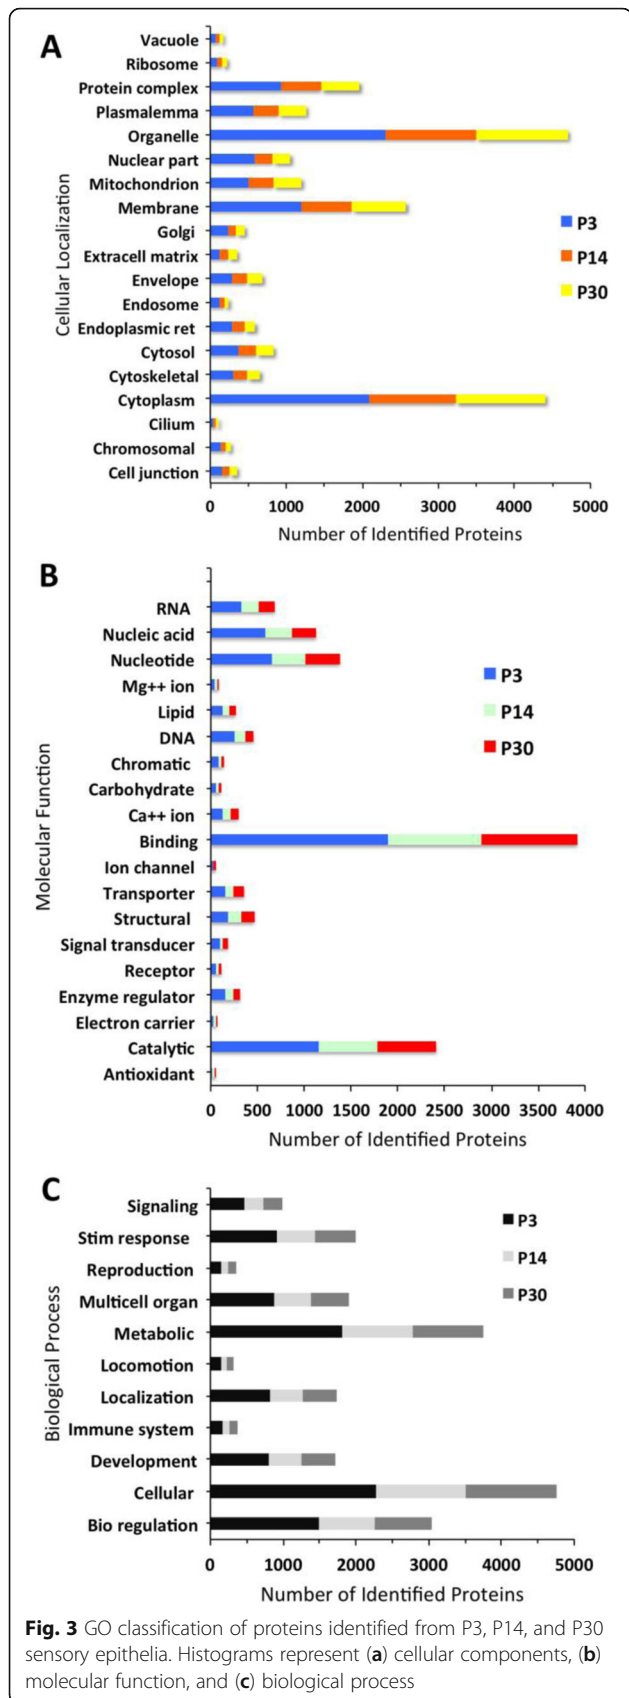 A
Cellular Localization
Vacuole
Ribosome
Protein complex
Plasmalemma
Organelle
Nuclear part
Mitochondrion
Membrane
Golgi
Extracell matrix
Envelope
Endosome
Endoplasmic ret
Cytosol
Cytoskeletal
Cytoplasm
Cilium
Chromosomal
Cell junction
P3
P14
P30
0 1000 2000 3000 4000 5000
Number of Identified Proteins
B
Molecular Function
RNA
Nucleic acid
Nucleotide
Mg++ ion
Lipid
DNA
Chromatic
Carbohydrate
Ca++ ion
Binding
Ion channel
Transporter
Structural
Signal transducer
Receptor
Enzyme regulator
Electron carrier
Catalytic
Antioxidant
P3
P14
P30
0 500 1000 1500 2000 2500 3000 3500 4000
Number of Identified Proteins
C
Biological Process
Signaling
Stim response
Reproduction
Multicell organ
Metabolic
Locomotion
Localization
Immune system
Development
Cellular
Bio regulation
P3
P14
P30
0 1000 2000 3000 4000 5000
Number of Identified Proteins
Fig. 3 GO classification of proteins identified from P3, P14, and P30
sensory epithelia. Histograms represent (a) cellular components, (b)
molecular function, and (c) biological process